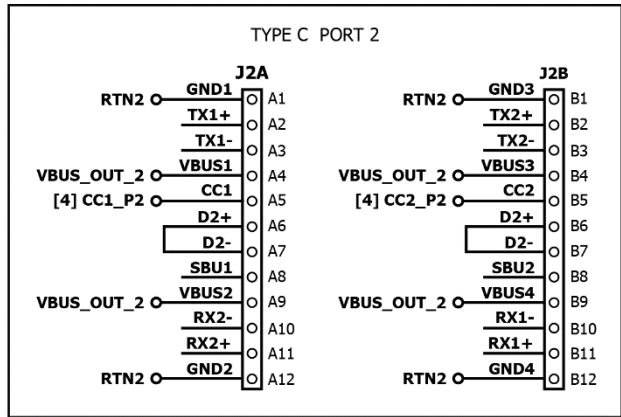 TYPE C PORT 2
J2A
RTN2 GND1 A1
TX1+ A2
TX1- A3
VBUS_OUT_2 VBUS1 A4
[4] CC1_P2 CC1 A5
D2+ A6
D2- A7
SBU1 A8
VBUS_OUT_2 VBUS2 A9
RX2- A10
RX2+ A11
RTN2 GND2 A12
J2B
RTN2 GND3 B1
TX2+ B2
TX2- B3
VBUS_OUT_2 VBUS3 B4
[4] CC2_P2 CC2 B5
D2+ B6
D2- B7
SBU2 B8
VBUS_OUT_2 VBUS4 B9
RX1- B10
RX1+ B11
RTN2 GND4 B12